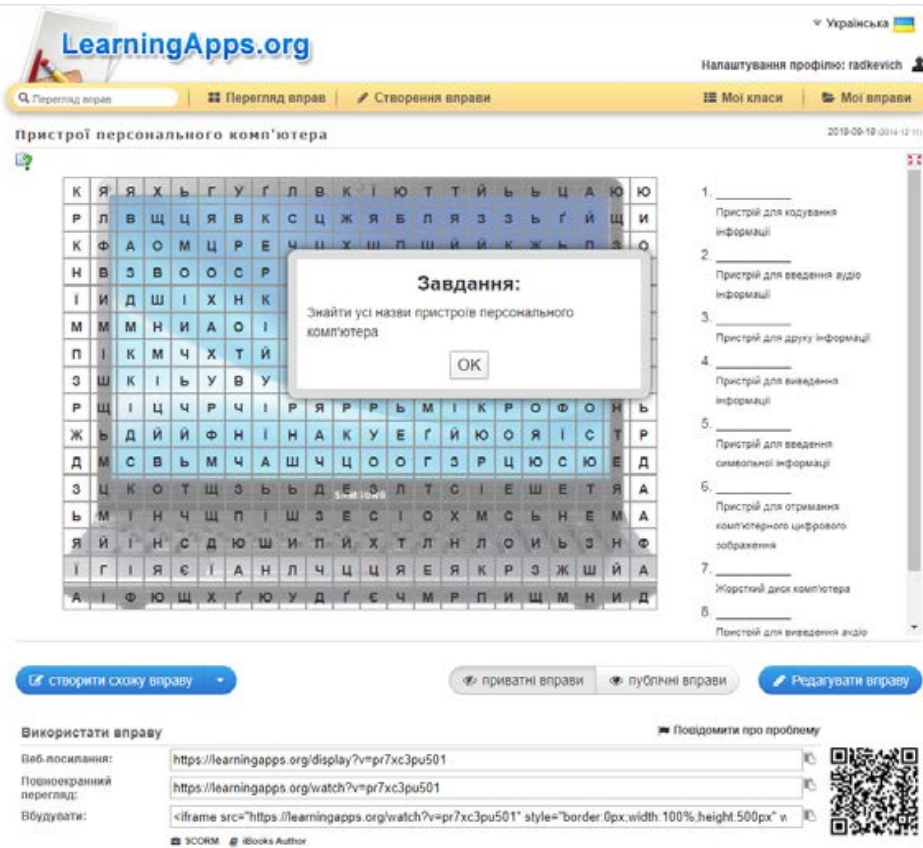 Українська
LearningApps.org
Налаштування профілю: radkevich
Перегляд вправ
Перегляд вправ
Створення вправи
Мої класи
Мої вправи
Пристрої персонального комп'ютера
К Я Я Х Ь Г У Ґ Л В К Ї Ю Т Т Й Ь Ь Ц А Ю Ю
Р Л В Щ Ц Я В К С Ц Ж Я Б Л Я З З Ь Ґ Й Щ И
К Ф А О М Ц Р Е
Н В З В О О С Р
Ї И Д Ш І Х Н К
М М М Н И А О І
П І К М Ч Х Т Й
З Ш К І Ь У В У
Р Щ І Ц Ч Р Ч І Р Я Р Р Ь М І К Р О Ф О Н Ь
Ж Ь Д Й Й Ф Н І Н А К У Е Ґ Й Ю О Я І С Т Р
Д М С В Ь М Ч А Ш Ч Ц О О Г З Р Ц Ю С Ю Е Д
З Ц К О Т Щ З Ь Ь Д Е З Л Т С І Е Ш Е Т Я А
Ь М І Н Ч Щ П І Ш З Е С І О Х М С Ь Н Е М А
Я Й І Н С Д Ю Ш И П Й Х Т Л Н Л О И Ь З Н Ф
Ї Г І Я Є Ї А Н Л Ч Ц Ц Я Е Я К Р З Ж Ш Й А
А І Ф Ю Щ Х Ґ Ю У Д Ґ Є Ч М Р П И Щ М Н И Д
Завдання:
Знайти усі назви пристроїв персонального
комп'ютера
OK
1.
Пристрій для кодування
інформації
2.
Пристрій для введення аудіо
інформації
3.
Пристрій для друку інформації
4.
Пристрій для виведення
інформації
5.
Пристрій для введення
символьної інформації
6.
Пристрій для отримання
комп'ютерного цифрового
зображення
7.
Жорсткий диск комп'ютера
8.
Пристрій для виведення аудіо
створити схожу вправу
приватні вправи
публічні вправи
Редагувати вправу
Використати вправу
Повідомити про проблему
Веб-посилання:
https://learningapps.org/display?v=pr7xc3pu501
Повноекранний
перегляд:
https://learningapps.org/watch?v=pr7xc3pu501
Вбудувати:
<iframe src="https://learningapps.org/watch?v=pr7xc3pu501" style="border:0px;width:100%;height:500px" w
SCORM
iBooks Author